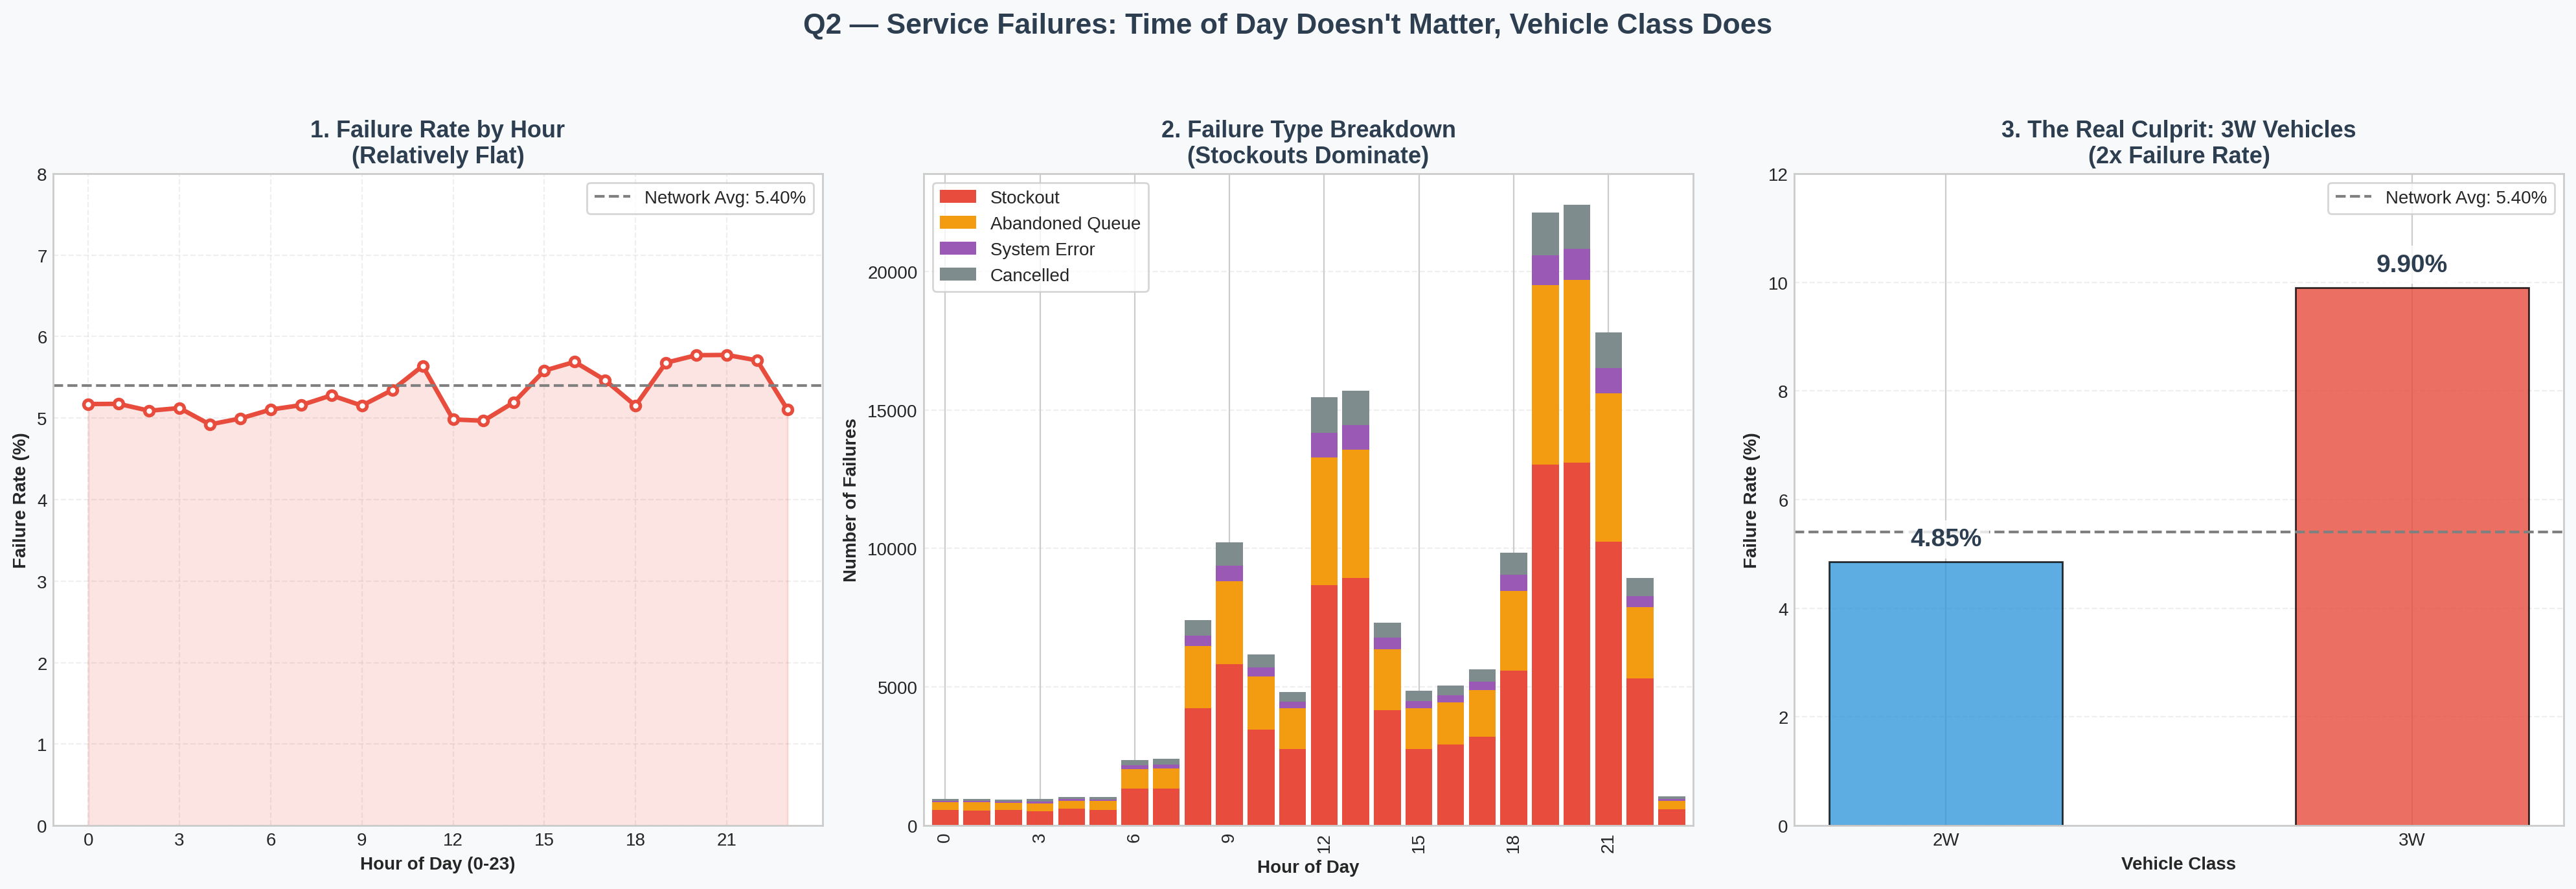 Q2 — Service Failures: Time of Day Doesn't Matter, Vehicle Class Does
1. Failure Rate by Hour
(Relatively Flat)
Network Avg: 5.40%
8
7
6
5
4
3
2
1
0
Failure Rate (%)
0
3
6
9
12
15
18
21
Hour of Day (0-23)
2. Failure Type Breakdown
(Stockouts Dominate)
Stockout
Abandoned Queue
System Error
Cancelled
20000
15000
10000
5000
0
Number of Failures
0
3
6
9
12
15
18
21
Hour of Day
3. The Real Culprit: 3W Vehicles
(2x Failure Rate)
Network Avg: 5.40%
12
10
8
6
4
2
0
Failure Rate (%)
4.85%
9.90%
2W
3W
Vehicle Class